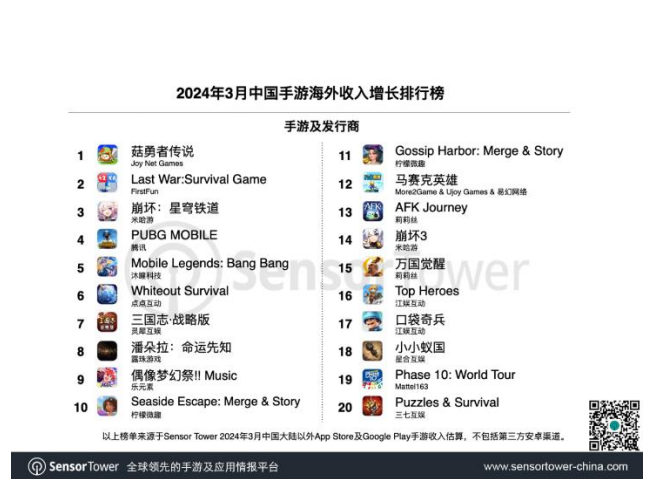 2024年3月中国手游海外收入增长排行榜
手游及发行商
1 菇勇者传说
Joy Net Games
2 Last War:Survival Game
FirstFun
3 崩坏：星穹铁道
米哈游
4 PUBG MOBILE
腾讯
5 Mobile Legends: Bang Bang
沐瞳科技
6 Whiteout Survival
点点互动
7 三国志·战略版
灵犀互娱
8 潘朵拉：命运先知
露珠游戏
9 偶像梦幻祭!! Music
乐元素
10 Seaside Escape: Merge & Story
柠檬微趣
11 Gossip Harbor: Merge & Story
柠檬微趣
12 马赛克英雄
More2Game & Ujoy Games & 易幻网络
13 AFK Journey
莉莉丝
14 崩坏3
米哈游
15 万国觉醒
莉莉丝
16 Top Heroes
江娱互动
17 口袋奇兵
江娱互动
18 小小蚁国
星合互娱
19 Phase 10: World Tour
Mattel163
20 Puzzles & Survival
三七互娱
SensorTower
以上榜单来源于Sensor Tower 2024年3月中国大陆以外App Store及Google Play手游收入估算，不包括第三方安卓渠道。
SensorTower 全球领先的手游及应用情报平台
www.sensortower-china.com